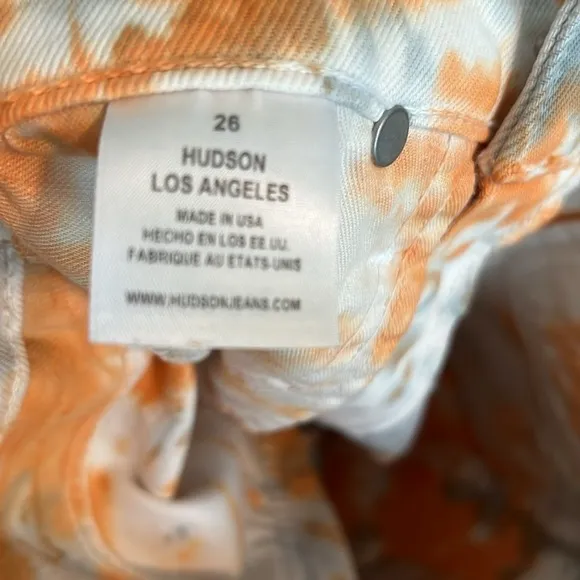 26
HUDSON
LOS ANGELES
MADE IN USA
HECHO EN LOS EE.UU.
FABRIQUE AU ETATS-UNIS
WWW.HUDSONJEANS.COM